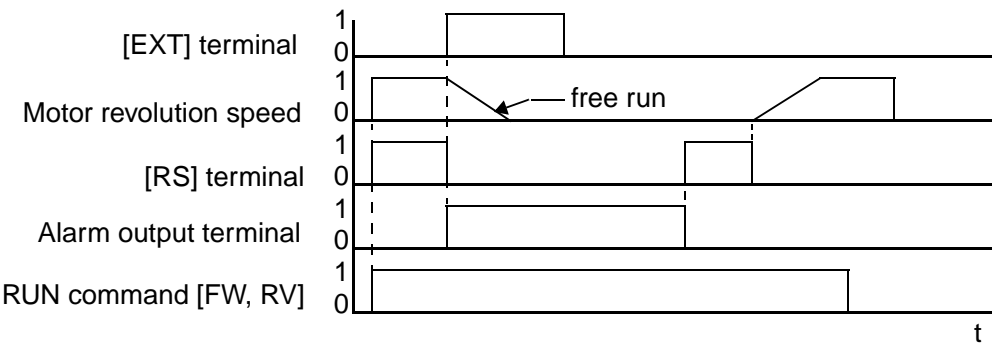 [EXT] terminal
1
0
Motor revolution speed
1
0
free run
[RS] terminal
1
0
Alarm output terminal
1
0
RUN command [FW, RV]
1
0
t